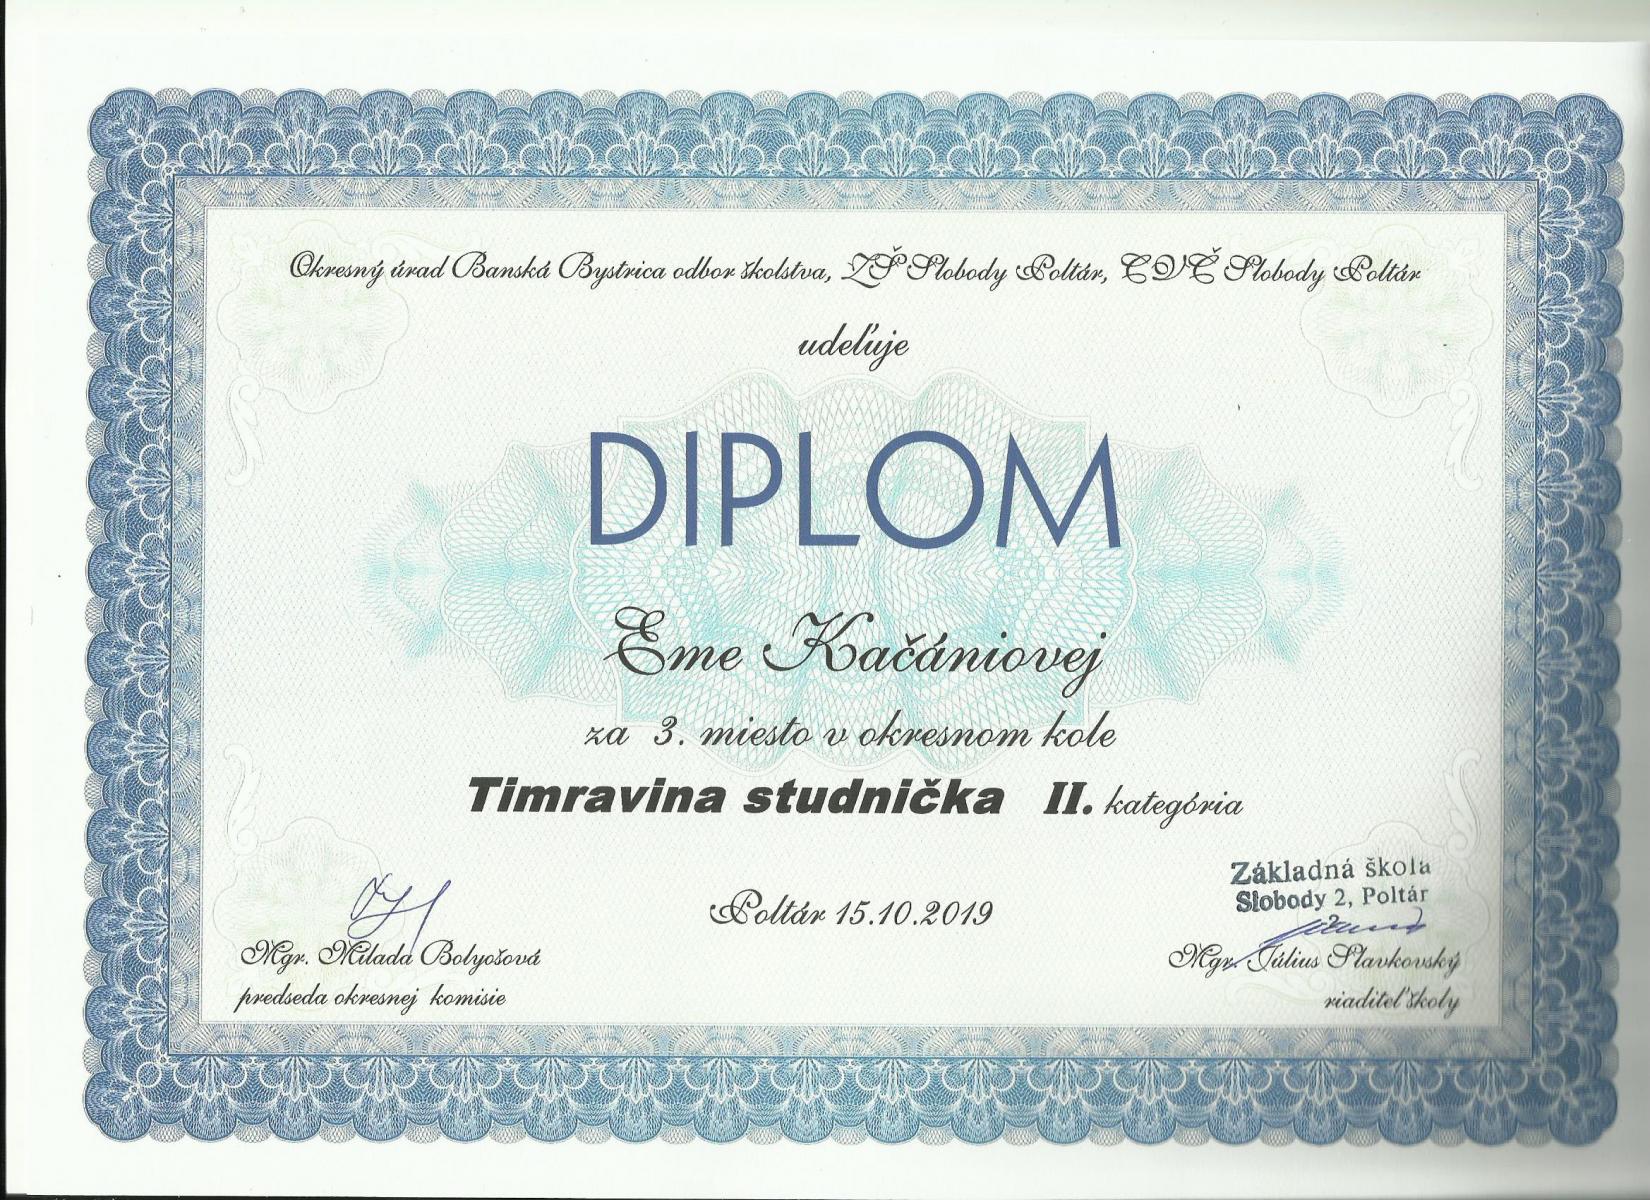 Okresný úrad Banská Bystrica odbor školstva, ZŠ Slobody Poltár, CVČ Slobody Poltár
udeľuje
DIPLOM
Eme Kačániovej
za 3. miesto v okresnom kole
Timravina studnička II. kategória
Základná škola
Slobody 2, Poltár
Poltár 15.10.2019
Mgr. Milada Bolyošová
predseda okresnej komisie
Mgr. Július Slavkovský
riaditeľ školy